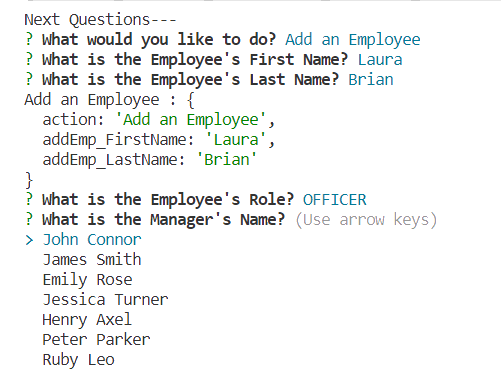 Next Questions---
? What would you like to do? Add an Employee
? What is the Employee's First Name? Laura
? What is the Employee's Last Name? Brian
Add an Employee : {
  action: 'Add an Employee',
  addEmp_FirstName: 'Laura',
  addEmp_LastName: 'Brian'
}
? What is the Employee's Role? OFFICER
? What is the Manager's Name? (Use arrow keys)
> John Connor
  James Smith
  Emily Rose
  Jessica Turner
  Henry Axel
  Peter Parker
  Ruby Leo